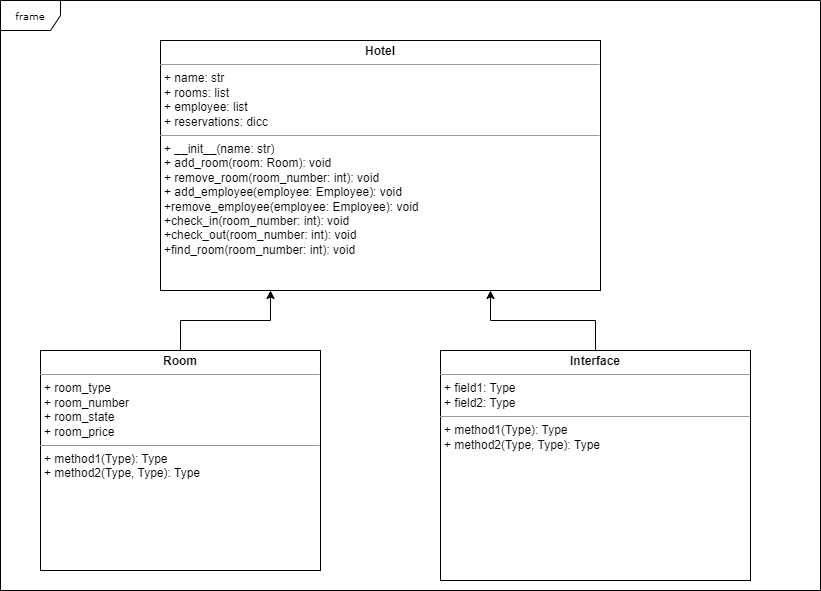 frame
Hotel
+ name: str
+ rooms: list
+ employee: list
+ reservations: dicc
+ __init__(name: str)
+ add_room(room: Room): void
+ remove_room(room_number: int): void
+ add_employee(employee: Employee): void
+remove_employee(employee: Employee): void
+check_in(room_number: int): void
+check_out(room_number: int): void
+find_room(room_number: int): void
Room
+ room_type
+ room_number
+ room_state
+ room_price
+ method1(Type): Type
+ method2(Type, Type): Type
Interface
+ field1: Type
+ field2: Type
+ method1(Type): Type
+ method2(Type, Type): Type